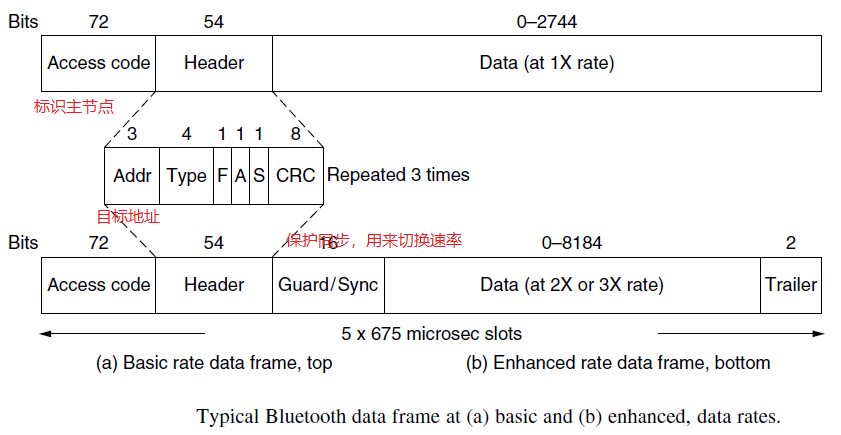 Bits 72 54 0–2744
Access code Header Data (at 1X rate)
标识主节点
3 4 1 1 1 8
Addr Type F A S CRC Repeated 3 times
目标地址
保护同步，用来切换速率
Bits 72 54 16 0–8184 2
Access code Header Guard/Sync Data (at 2X or 3X rate) Trailer
5 x 675 microsec slots
(a) Basic rate data frame, top (b) Enhanced rate data frame, bottom
Typical Bluetooth data frame at (a) basic and (b) enhanced, data rates.